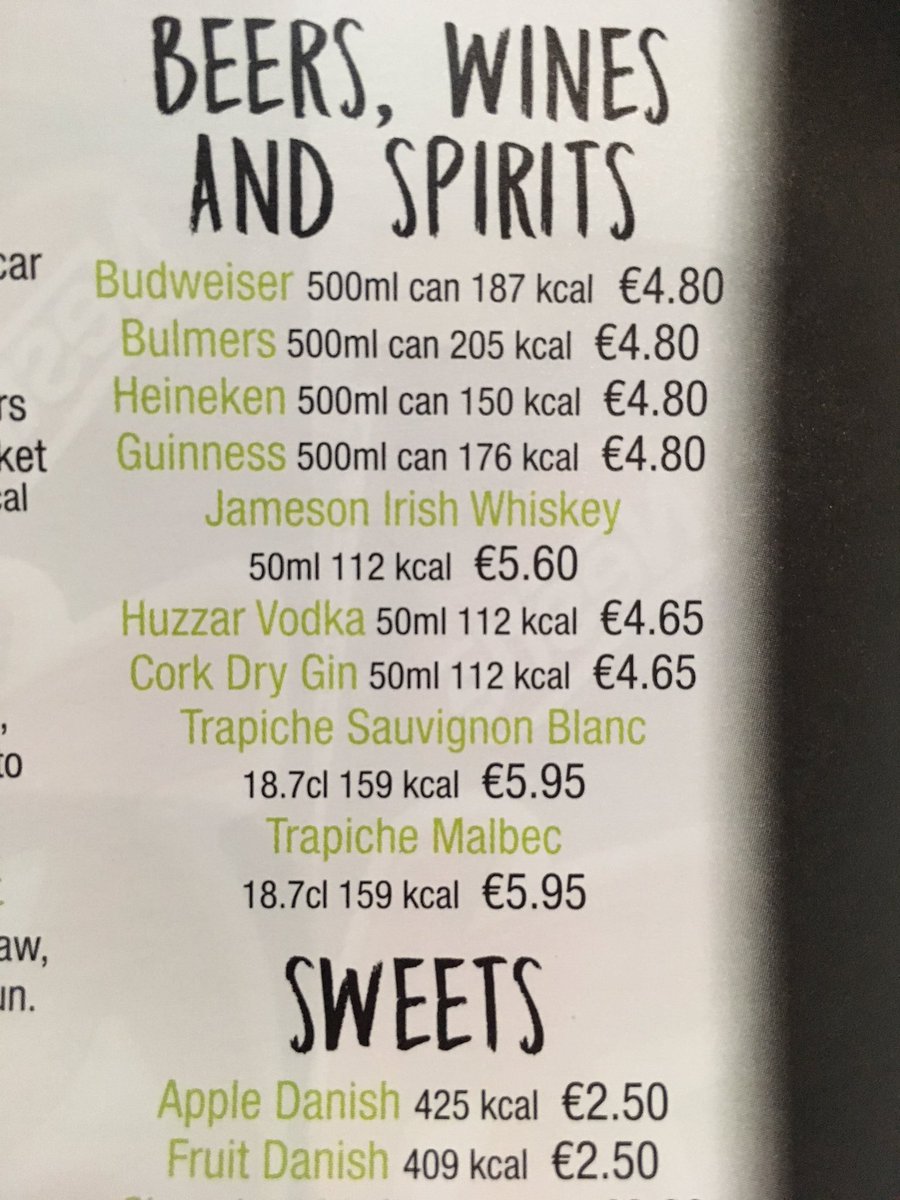 BEERS, WINES
AND SPIRITS
Budweiser 500ml can 187 kcal €4.80
Bulmers 500ml can 205 kcal €4.80
Heineken 500ml can 150 kcal €4.80
Guinness 500ml can 176 kcal €4.80
Jameson Irish Whiskey
50ml 112 kcal €5.60
Huzzar Vodka 50ml 112 kcal €4.65
Cork Dry Gin 50ml 112 kcal €4.65
Trapiche Sauvignon Blanc
18.7cl 159 kcal €5.95
Trapiche Malbec
18.7cl 159 kcal €5.95
SWEETS
Apple Danish 425 kcal €2.50
Fruit Danish 409 kcal €2.50